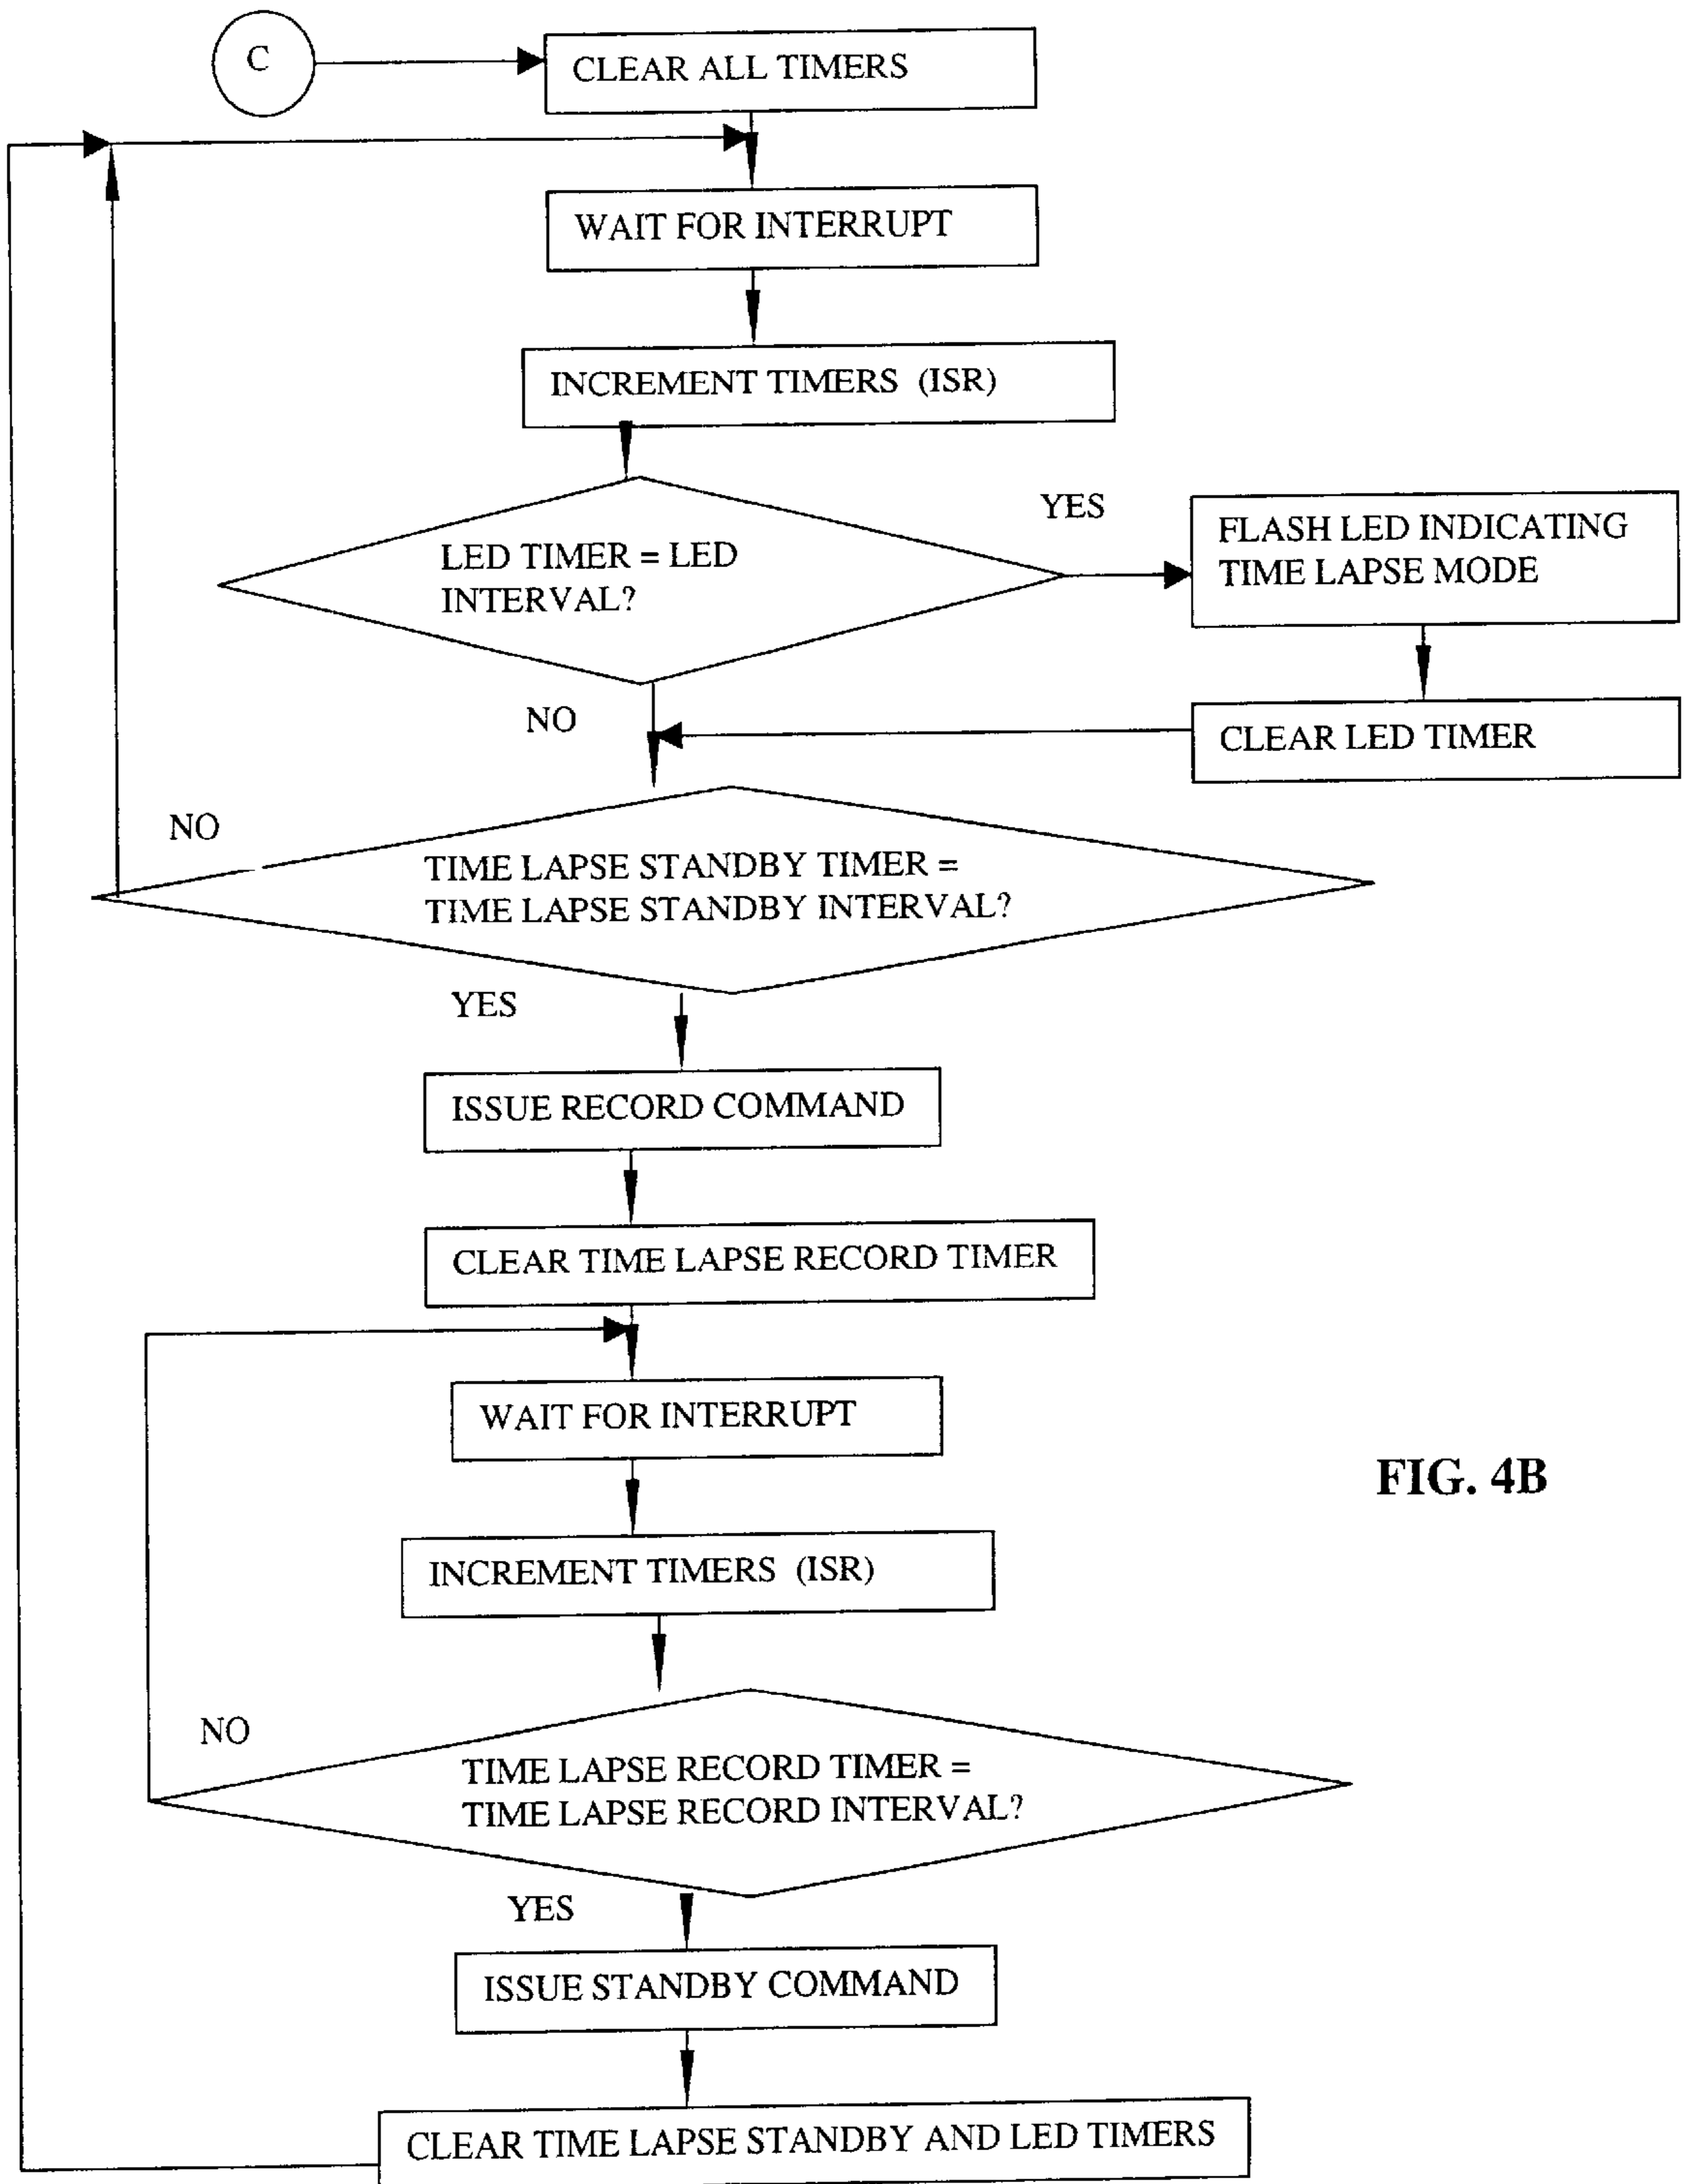 C
CLEAR ALL TIMERS
WAIT FOR INTERRUPT
INCREMENT TIMERS (ISR)
LED TIMER = LED
INTERVAL?
YES
FLASH LED INDICATING
TIME LAPSE MODE
NO
CLEAR LED TIMER
NO
TIME LAPSE STANDBY TIMER =
TIME LAPSE STANDBY INTERVAL?
YES
ISSUE RECORD COMMAND
CLEAR TIME LAPSE RECORD TIMER
WAIT FOR INTERRUPT
FIG. 4B
INCREMENT TIMERS (ISR)
NO
TIME LAPSE RECORD TIMER =
TIME LAPSE RECORD INTERVAL?
YES
ISSUE STANDBY COMMAND
CLEAR TIME LAPSE STANDBY AND LED TIMERS